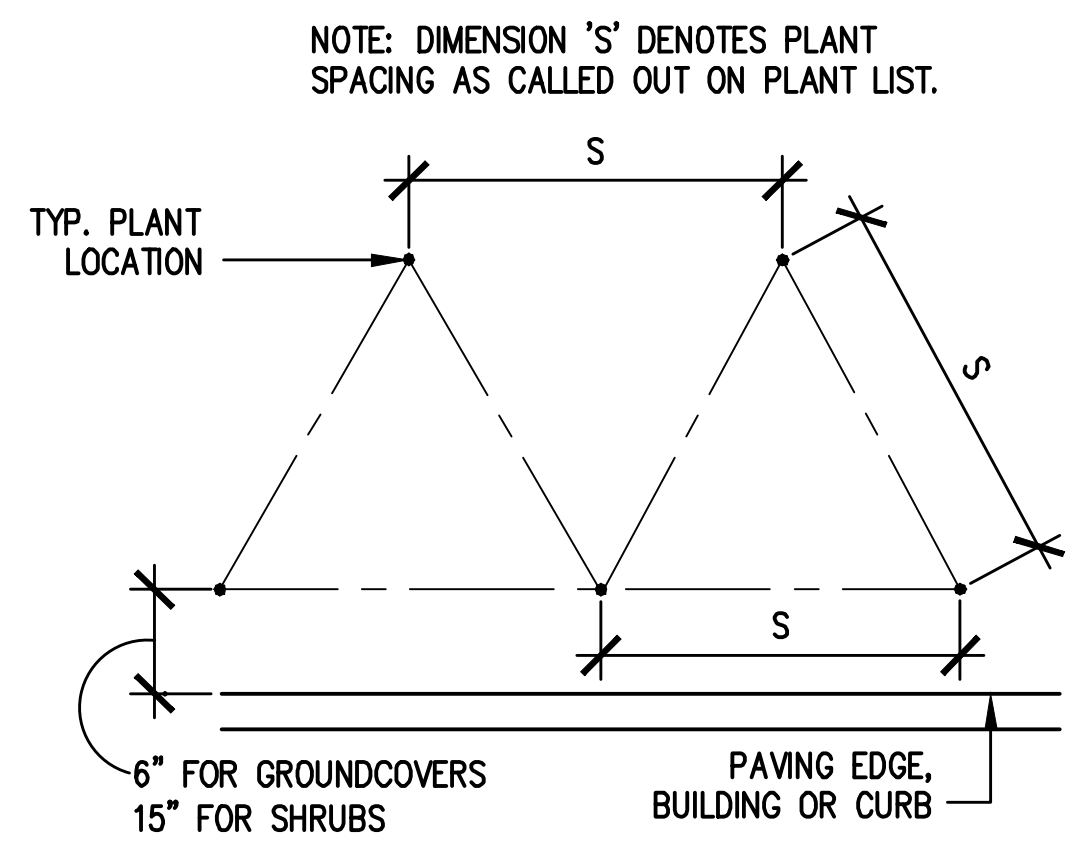 NOTE: DIMENSION 'S' DENOTES PLANT
SPACING AS CALLED OUT ON PLANT LIST.
S
TYP. PLANT
LOCATION
S
S
6" FOR GROUNDCOVERS
15" FOR SHRUBS
PAVING EDGE,
BUILDING OR CURB